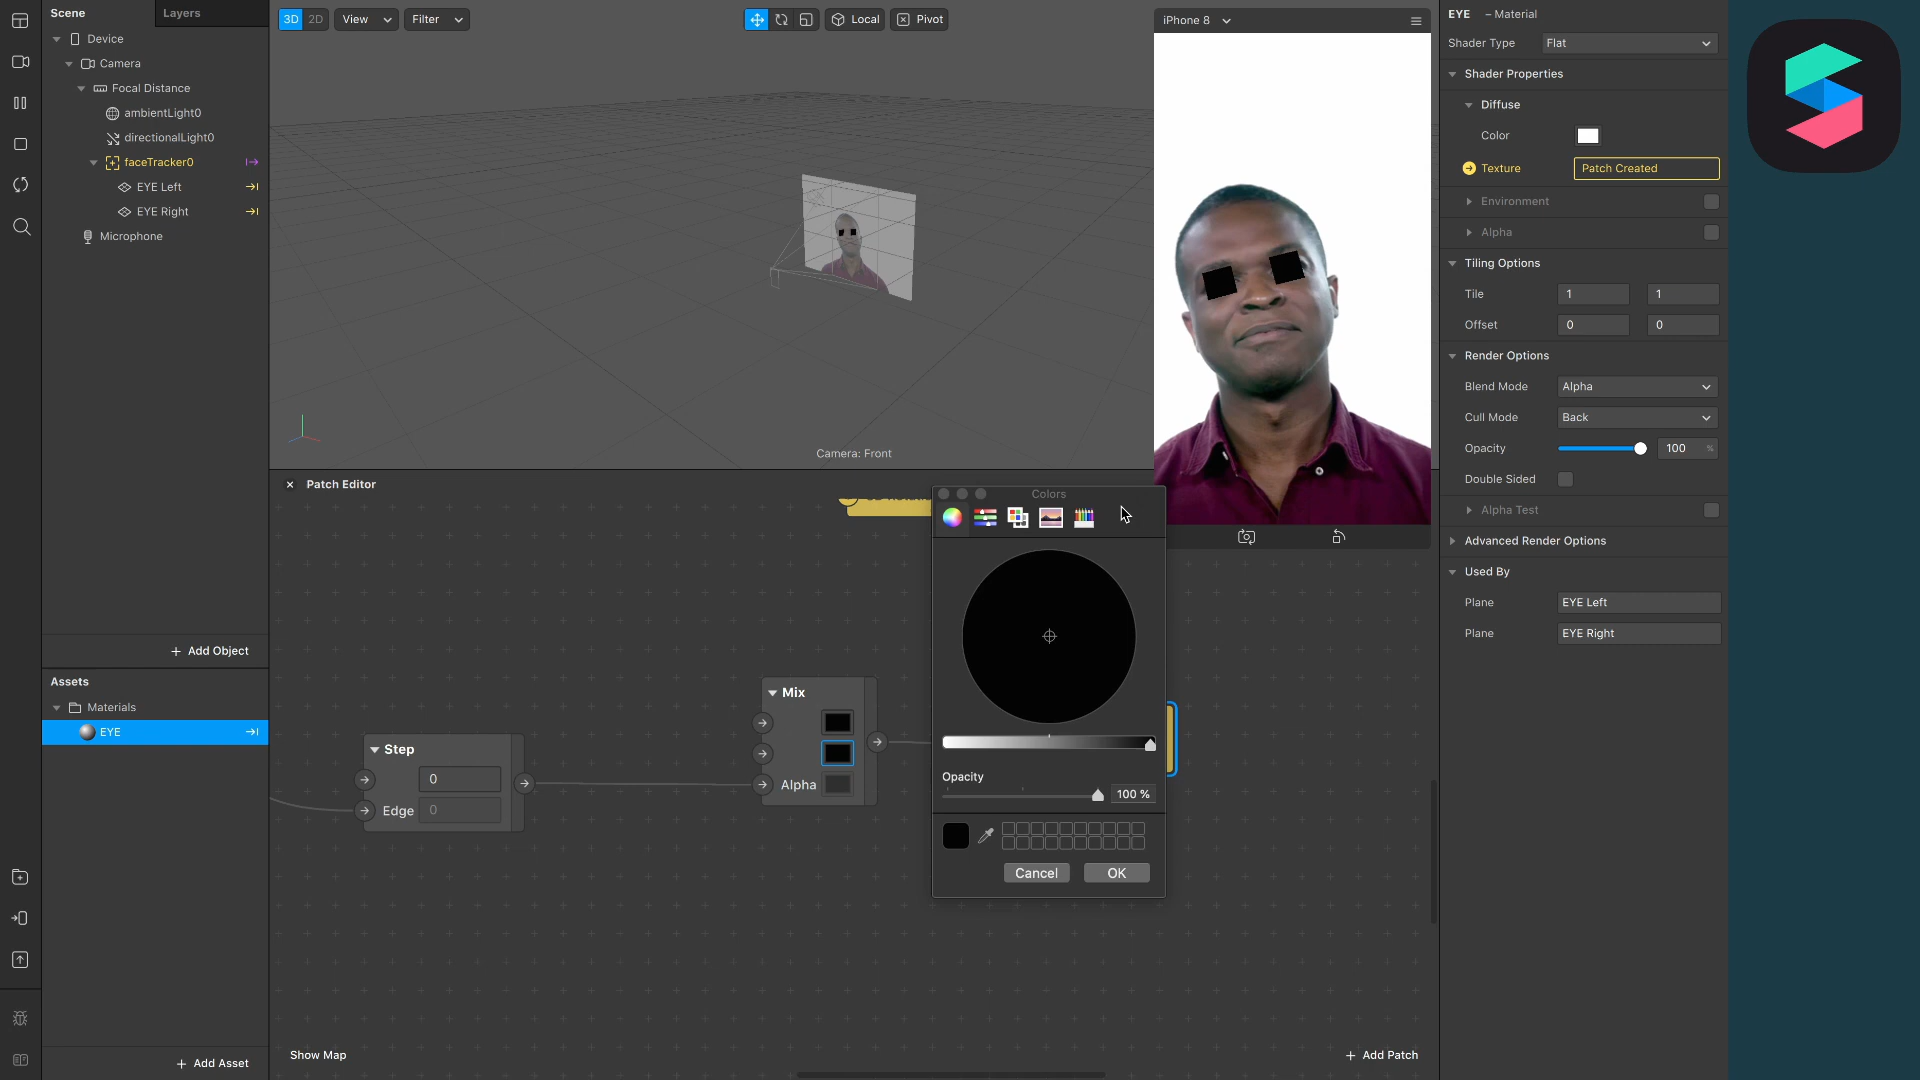 Scene
Layers
Device
Camera
Focal Distance
ambientLight0
directionalLight0
faceTracker0
EYE Left
EYE Right
Microphone
+ Add Object
Assets
Materials
EYE
+ Add Asset
3D 2D
View
Filter
Local
Pivot
Camera: Front
iPhone 8
Patch Editor
Step
0
Edge 0
Mix
Alpha
Colors
Opacity
100 %
Cancel
OK
Show Map
+ Add Patch
EYE – Material
Shader Type Flat
Shader Properties
Diffuse
Color
Texture Patch Created
Environment
Alpha
Tiling Options
Tile 1 1
Offset 0 0
Render Options
Blend Mode Alpha
Cull Mode Back
Opacity 100 %
Double Sided
Alpha Test
Advanced Render Options
Used By
Plane EYE Left
Plane EYE Right